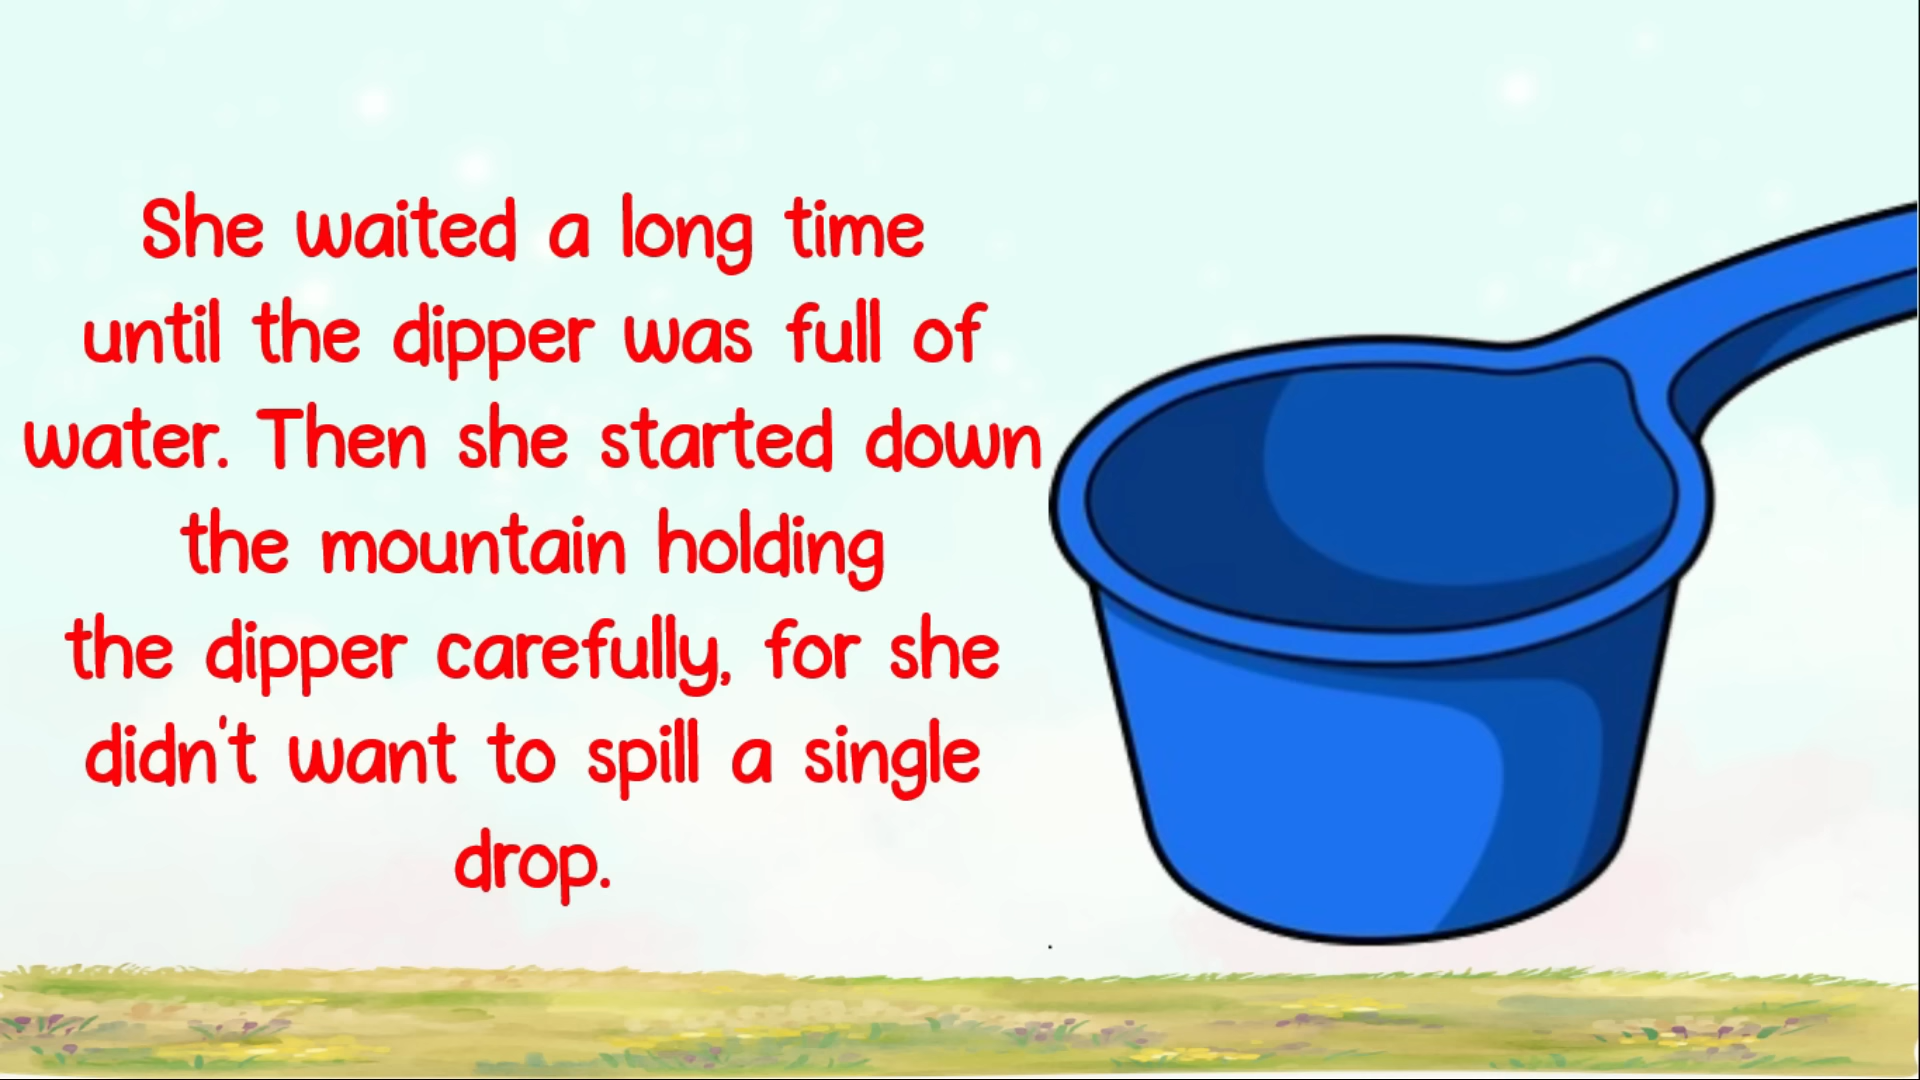 She waited a long time
until the dipper was full of
water. Then she started down
the mountain holding
the dipper carefully, for she
didn't want to spill a single
drop.